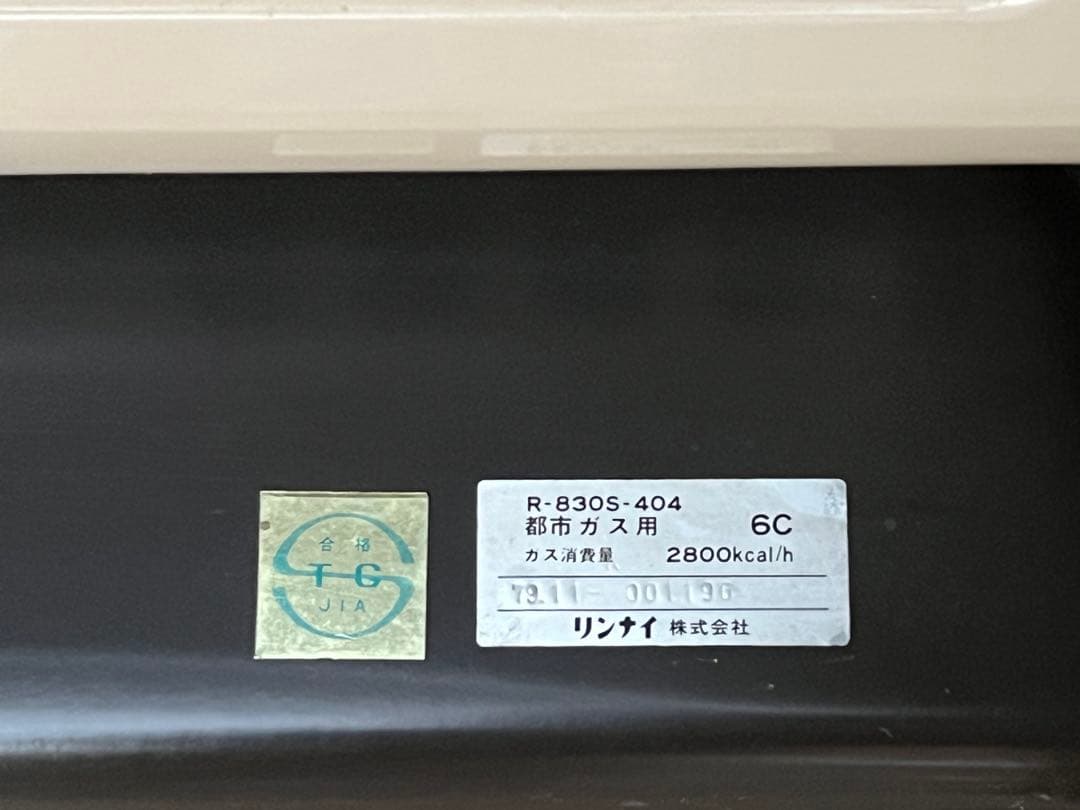 合格
TG
JIA
R-830S-404
都市ガス用 6C
ガス消費量 2800kcal/h
79.11- 001196
リンナイ 株式会社